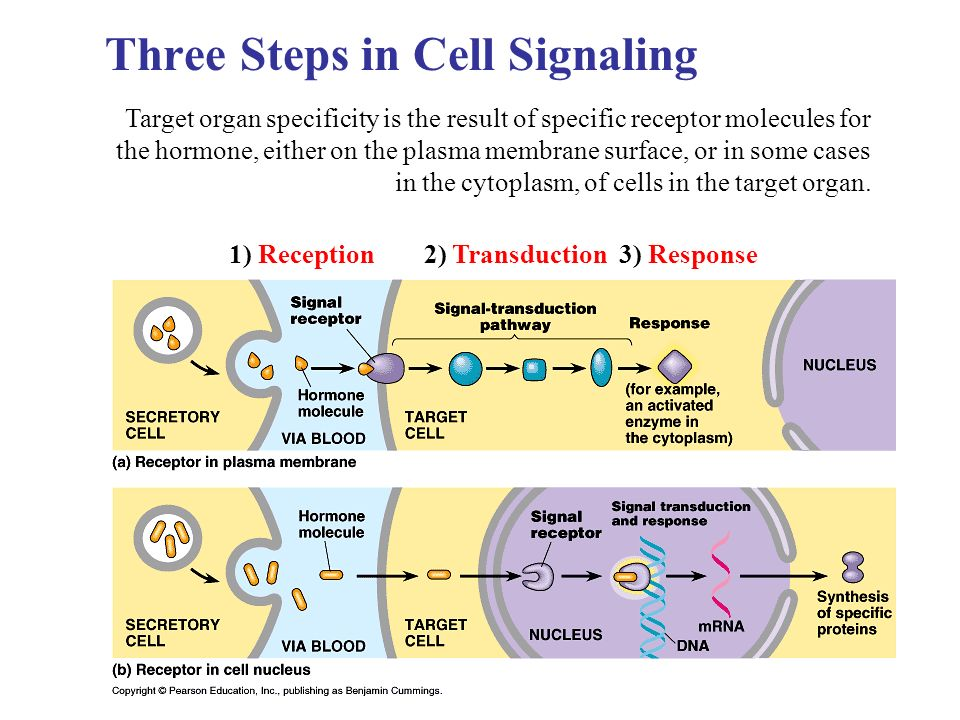 Three Steps in Cell Signaling
Target organ specificity is the result of specific receptor molecules for
the hormone, either on the plasma membrane surface, or in some cases
in the cytoplasm, of cells in the target organ.
1) Reception 2) Transduction 3) Response
Signal
receptor
Signal-transduction
pathway
Response
NUCLEUS
Hormone
molecule
(for example,
an activated
enzyme in
the cytoplasm)
SECRETORY
CELL
VIA BLOOD
TARGET
CELL
(a) Receptor in plasma membrane
Hormone
molecule
Signal
receptor
Signal transduction
and response
Synthesis
of specific
proteins
SECRETORY
CELL
VIA BLOOD
TARGET
CELL
NUCLEUS
mRNA
DNA
(b) Receptor in cell nucleus
Copyright © Pearson Education, Inc., publishing as Benjamin Cummings.